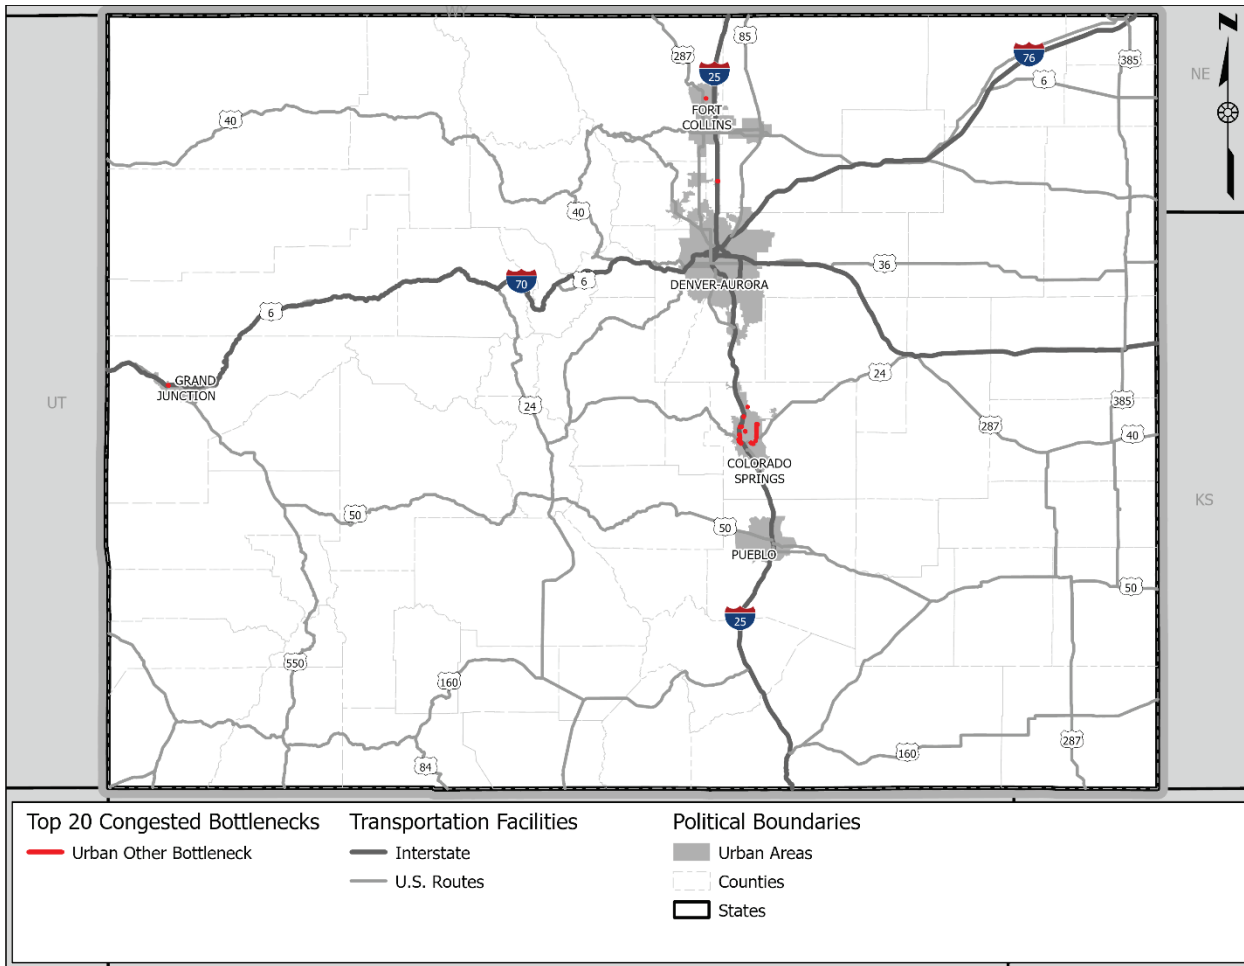 WY
N
NE
UT
KS
287
25
85
76
385
6
40
FORT
COLLINS
40
36
70
6
DENVER-AURORA
6
24
GRAND
JUNCTION
24
385
287
40
COLORADO
SPRINGS
50
50
PUEBLO
50
25
550
160
84
160
287
Top 20 Congested Bottlenecks
Urban Other Bottleneck
Transportation Facilities
Interstate
U.S. Routes
Political Boundaries
Urban Areas
Counties
States